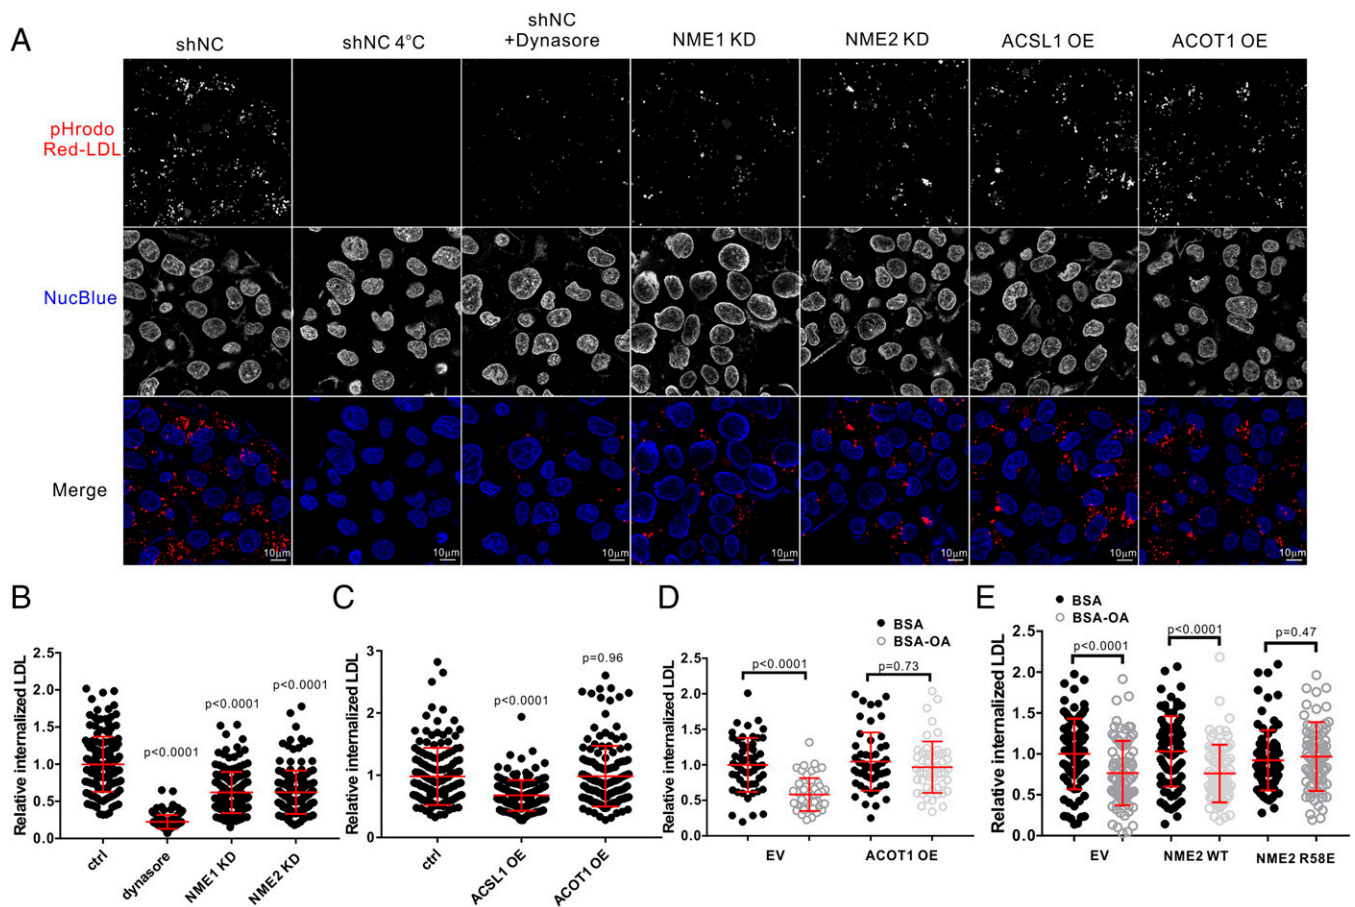 A
shNC
shNC 4°C
shNC
+Dynasore
NME1 KD
NME2 KD
ACSL1 OE
ACOT1 OE
pHrodo
Red-LDL
NucBlue
Merge
10μm
10μm
10μm
10μm
10μm
10μm
10μm
B
Relative internalized LDL
2.5
2.0
1.5
1.0
0.5
0.0
p<0.0001
p<0.0001
p<0.0001
ctrl
dynasore
NME1 KD
NME2 KD
C
Relative internalized LDL
3
2
1
0
p<0.0001
p=0.96
ctrl
ACSL1 OE
ACOT1 OE
D
BSA
BSA-OA
Relative internalized LDL
2.5
2.0
1.5
1.0
0.5
0.0
p<0.0001
p=0.73
EV
ACOT1 OE
E
BSA
BSA-OA
Relative internalized LDL
2.5
2.0
1.5
1.0
0.5
0.0
p<0.0001
p<0.0001
p=0.47
EV
NME2 WT
NME2 R58E